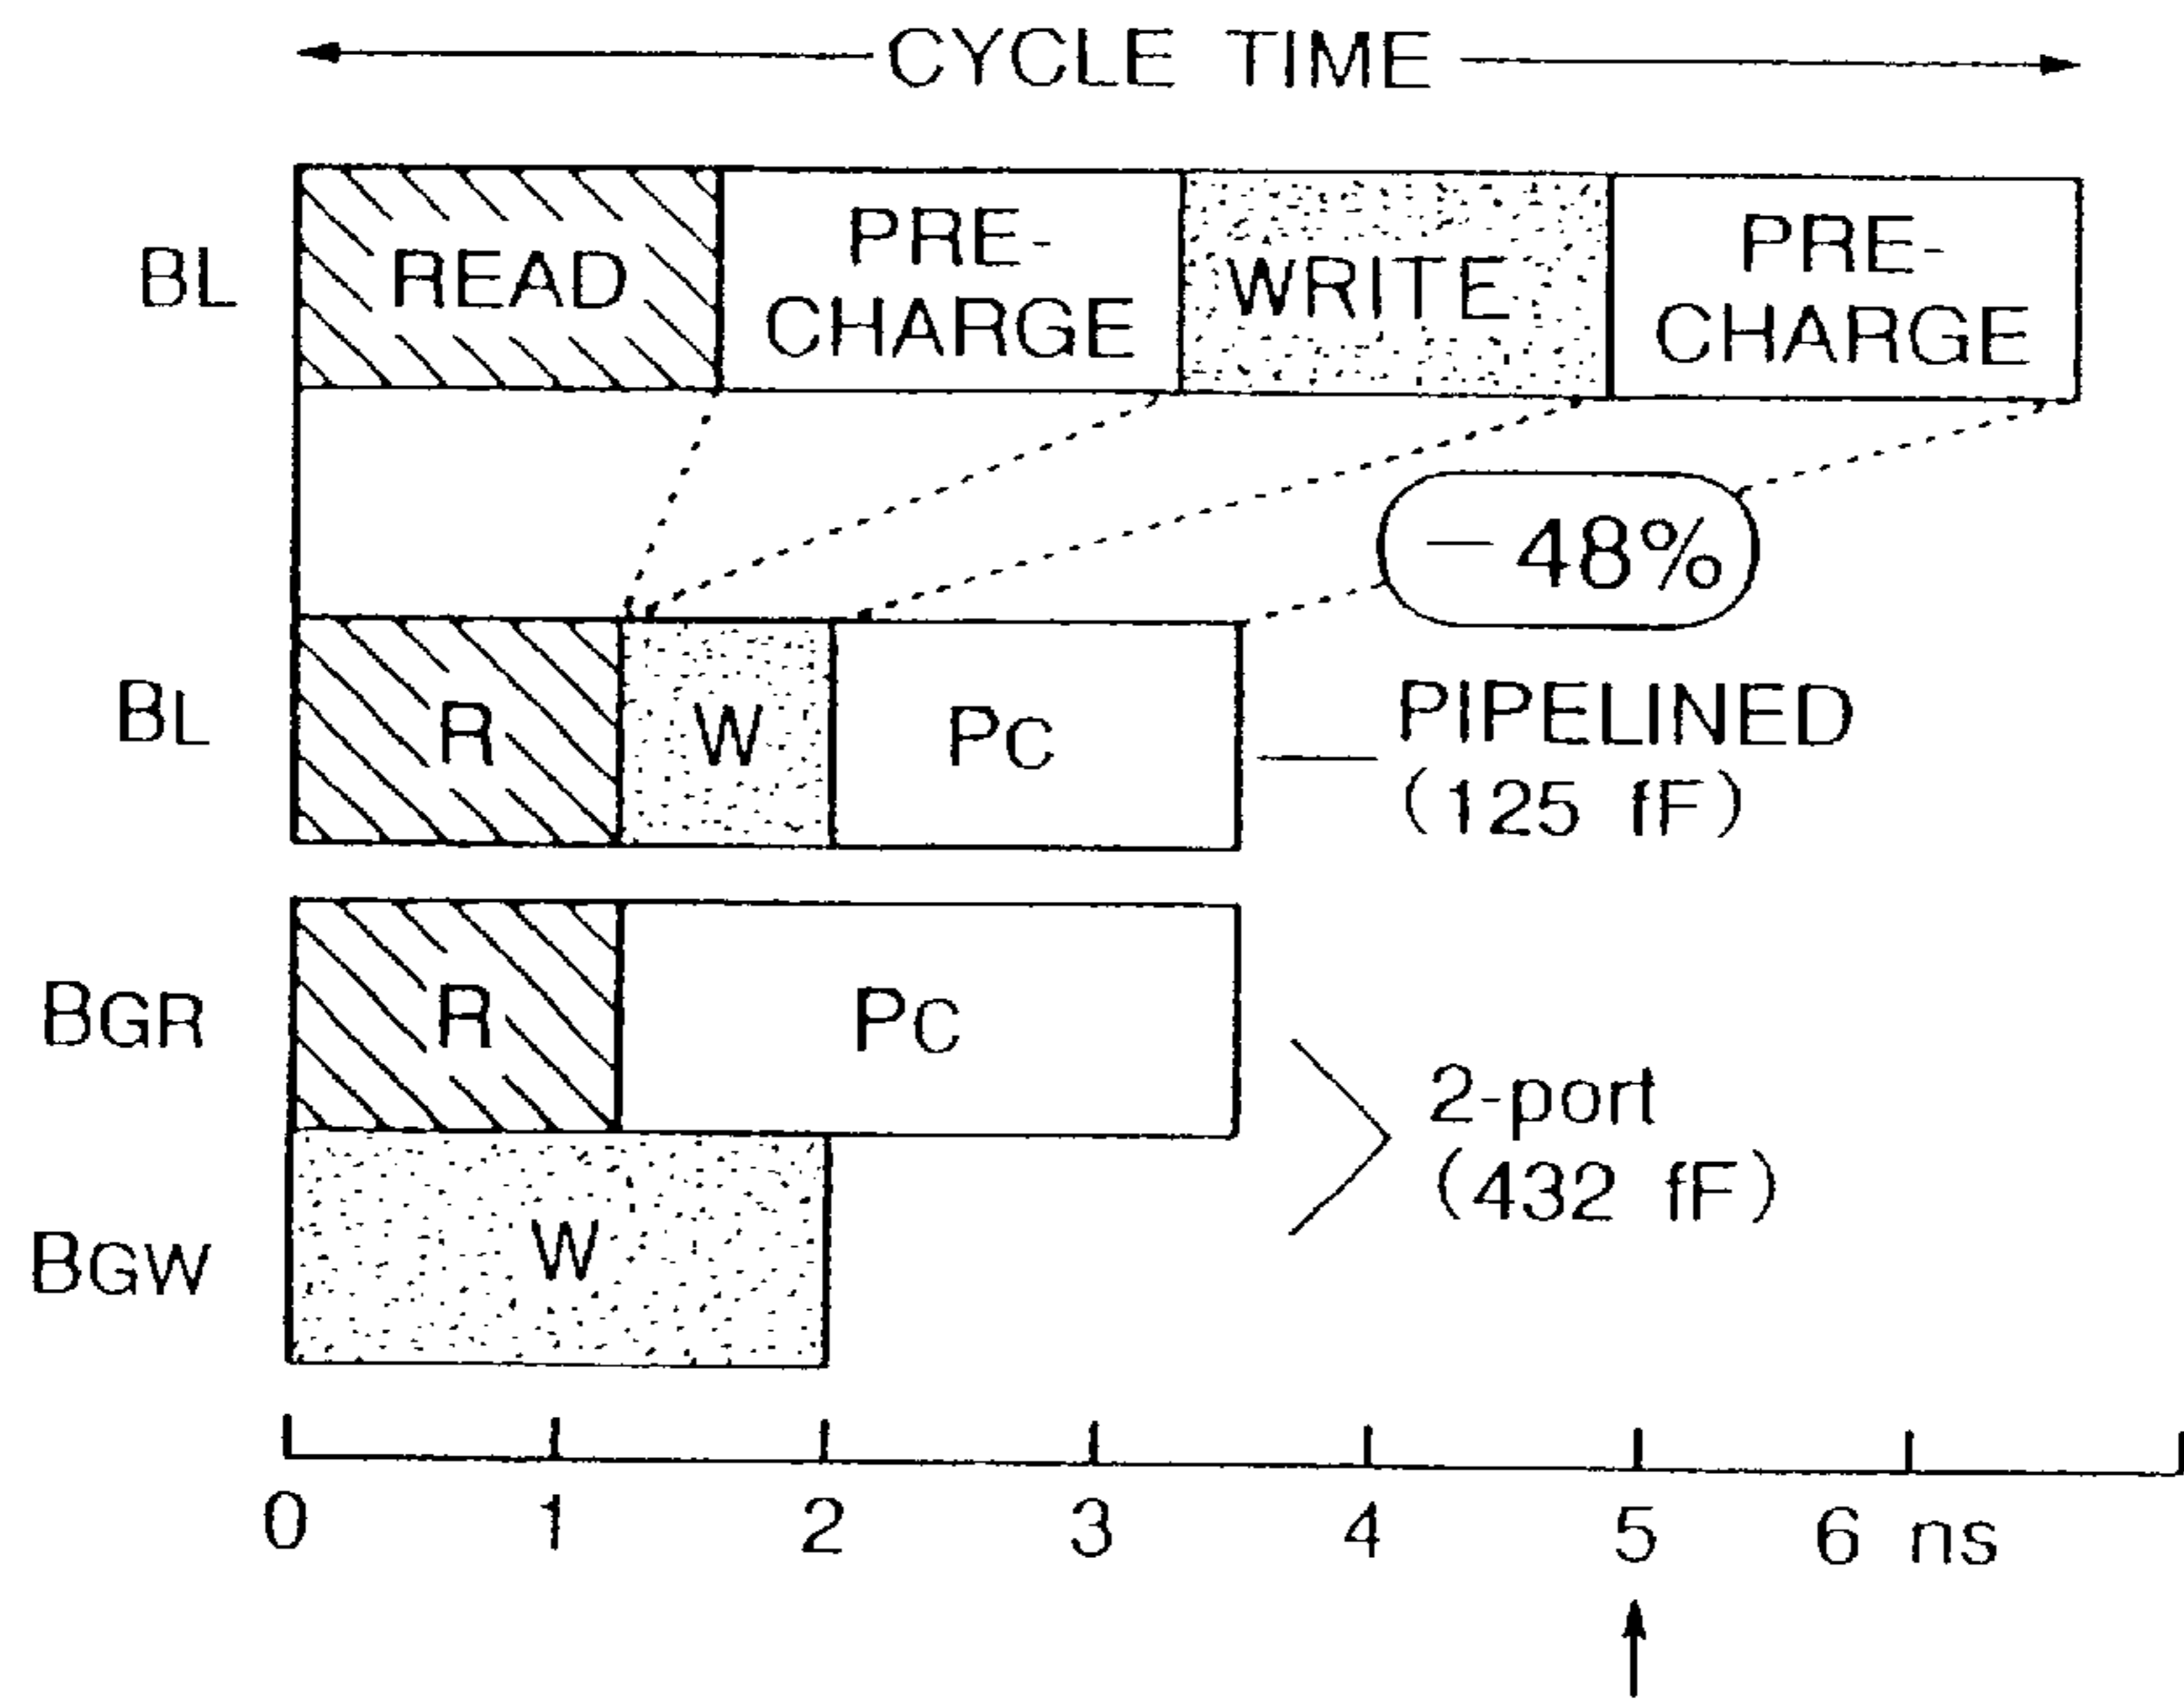 CYCLE TIME
BL
READ
PRE-
CHARGE
WRITE
PRE-
CHARGE
-48%
BL
R
W
PC
PIPELINED
(125 fF)
BGR
R
PC
2-port
(432 fF)
BGW
W
0 1 2 3 4 5 6 ns